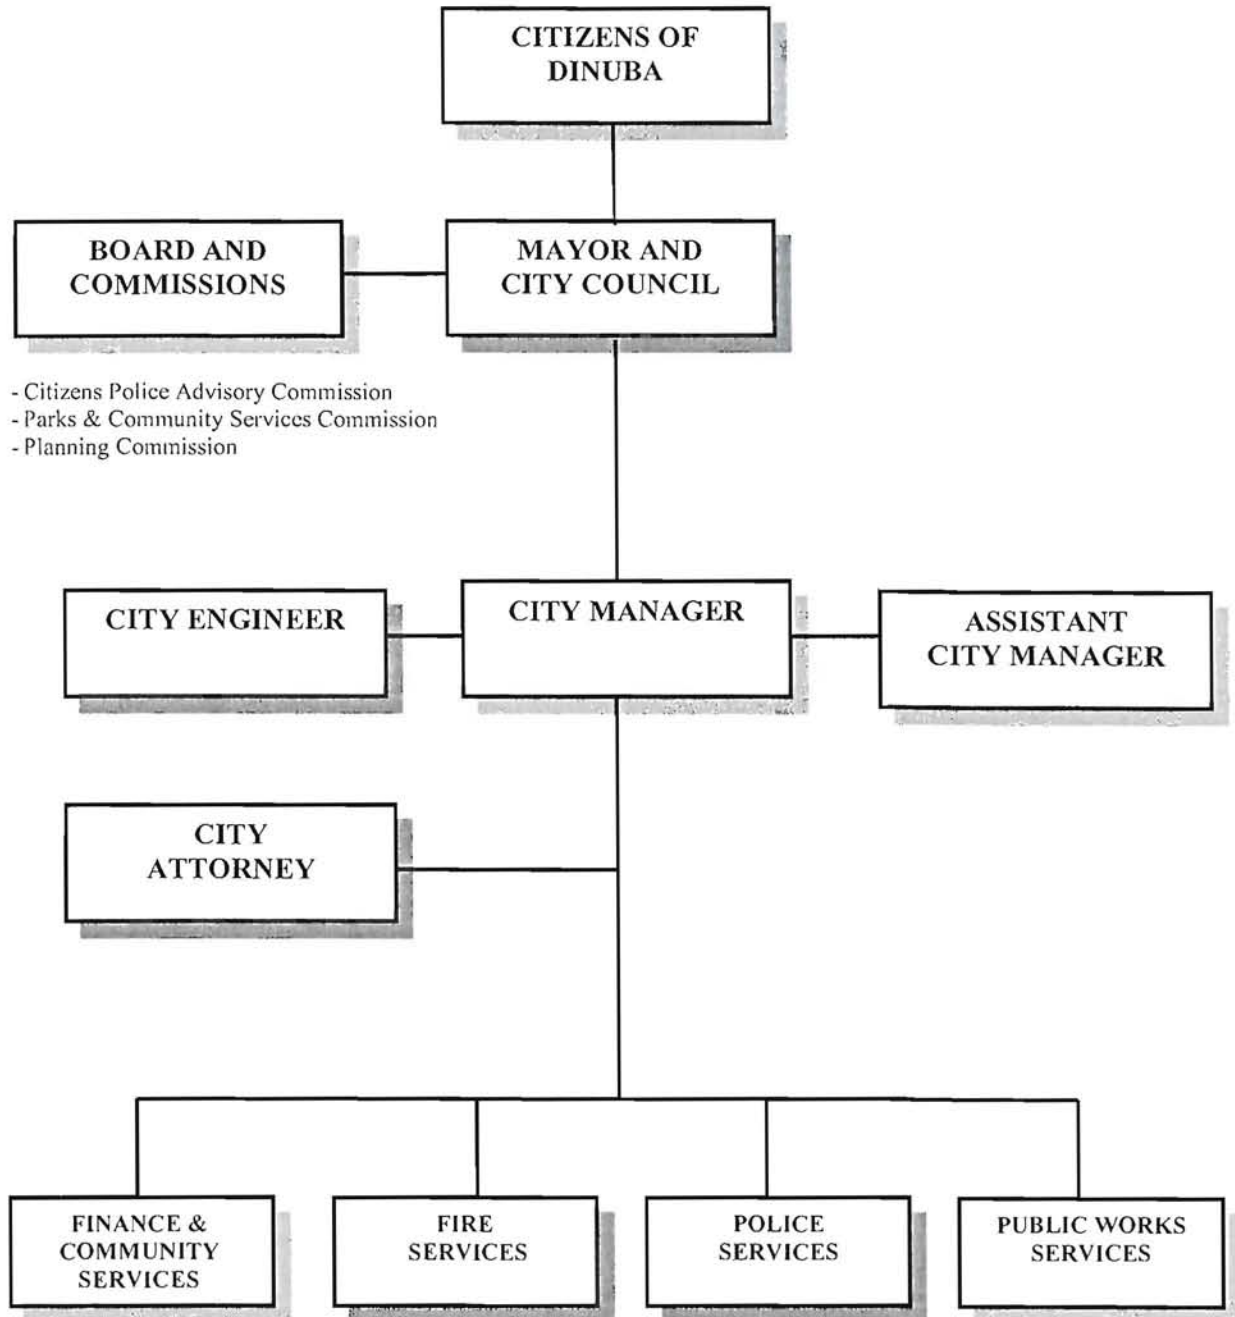 CITIZENS OF
DINUBA
BOARD AND
COMMISSIONS
MAYOR AND
CITY COUNCIL
- Citizens Police Advisory Commission
- Parks & Community Services Commission
- Planning Commission
CITY ENGINEER
CITY MANAGER
ASSISTANT
CITY MANAGER
CITY
ATTORNEY
FINANCE &
COMMUNITY
SERVICES
FIRE
SERVICES
POLICE
SERVICES
PUBLIC WORKS
SERVICES